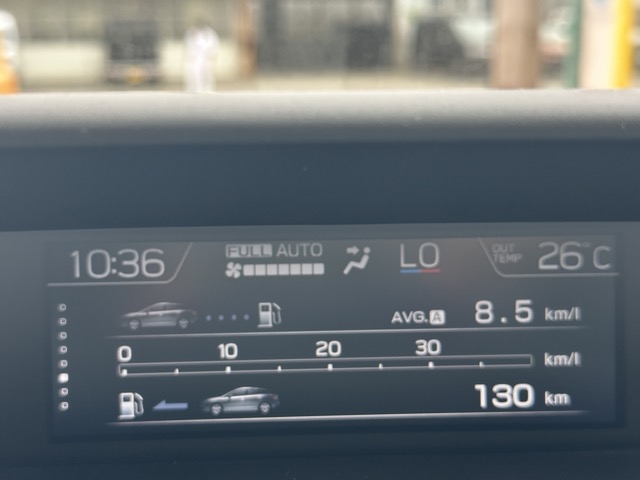 10:36 FULL AUTO LO OUT TEMP 26°C
AVG. A 8.5 km/l
0 10 20 30 km/l
130 km